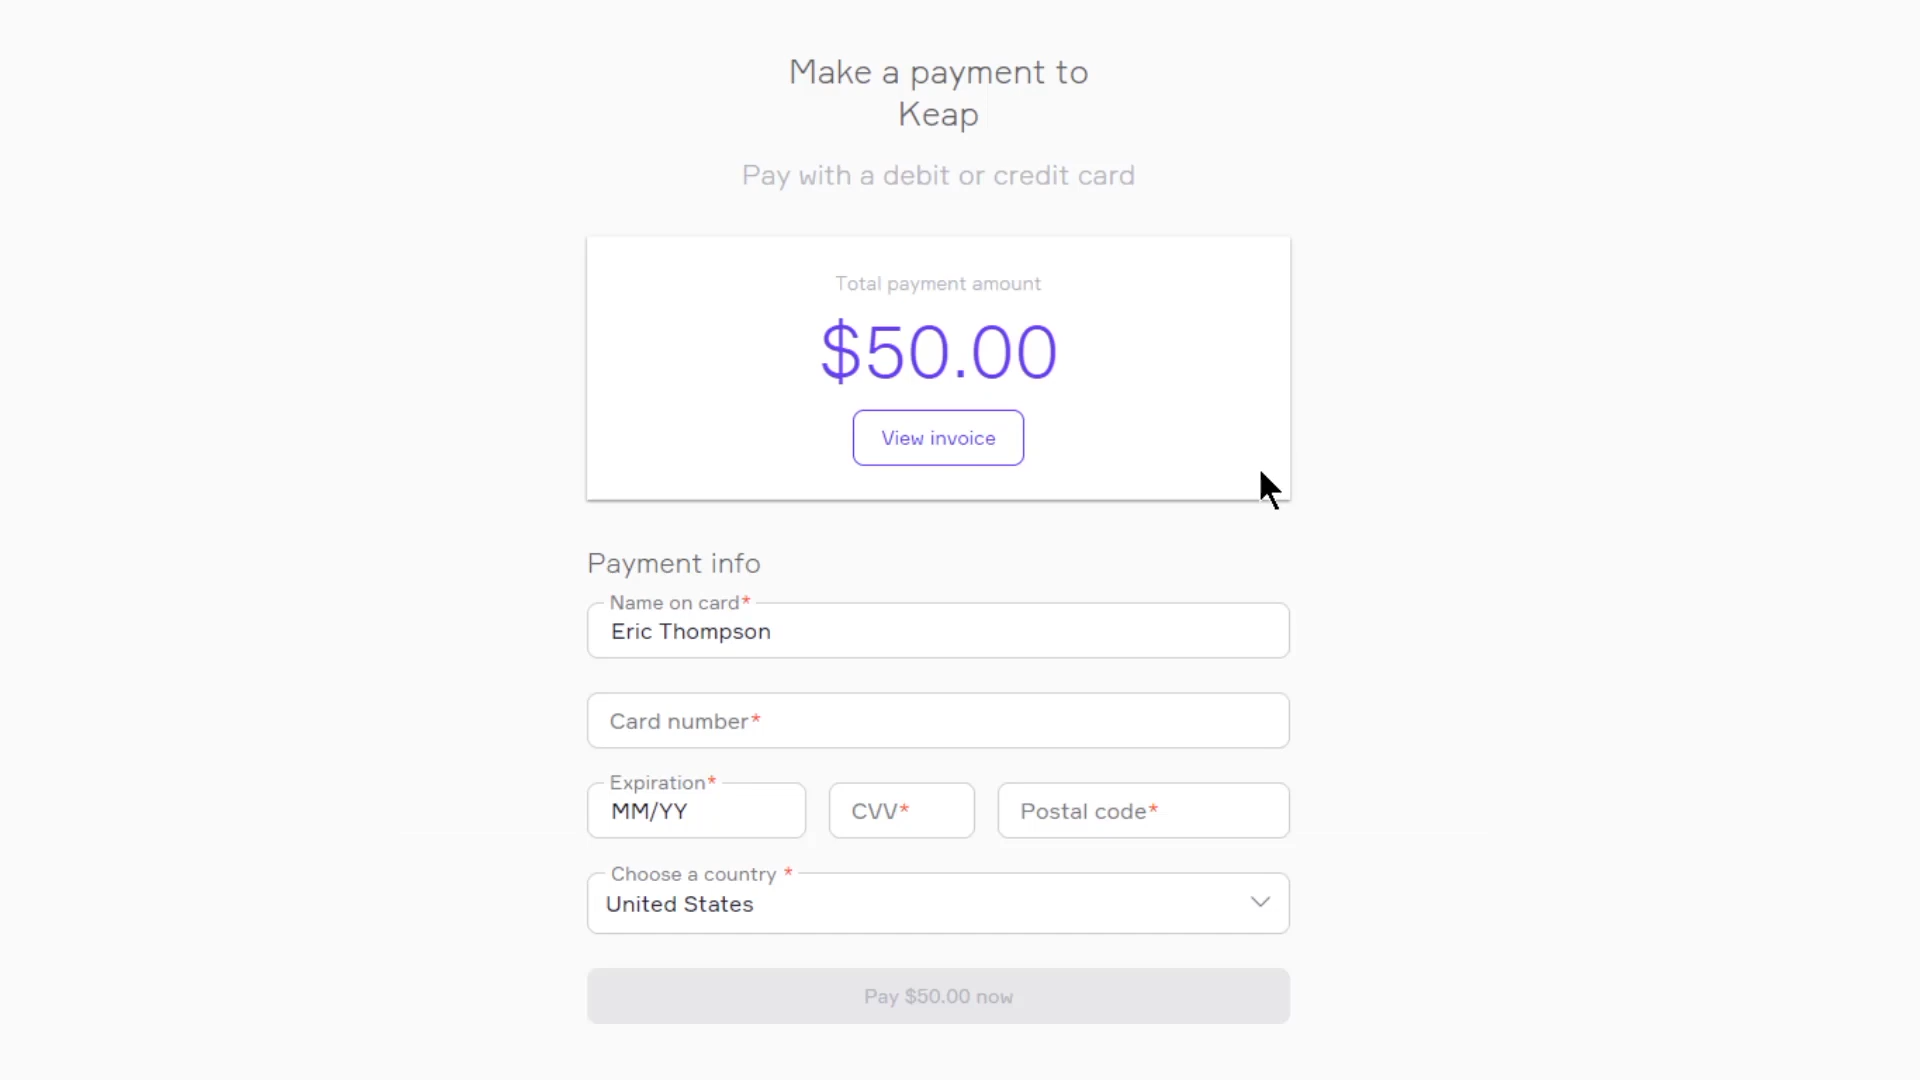 Make a payment to
Keap
Pay with a debit or credit card
Total payment amount
$50.00
View invoice
Payment info
Name on card*
Eric Thompson
Card number*
Expiration*
MM/YY
CVV*
Postal code*
Choose a country *
United States
Pay $50.00 now